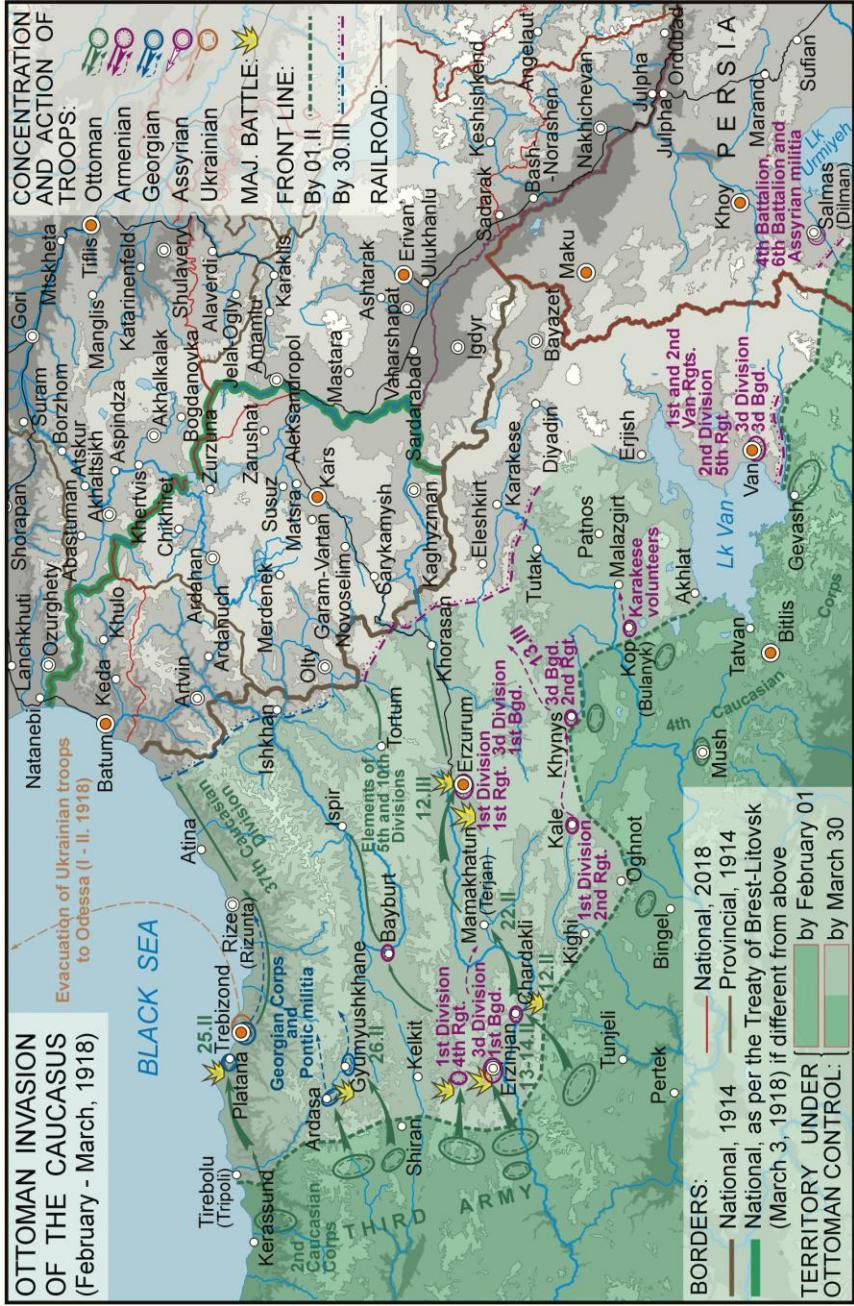 OTTOMAN INVASION
OF THE CAUCASUS
(February - March, 1918)
CONCENTRATION
AND ACTION OF
TROOPS:
Ottoman
Armenian
Georgian
Assyrian
Ukrainian
MAJ. BATTLE:
FRONT LINE:
By 01.II
By 30.III
RAILROAD:
Evacuation of Ukrainian troops
to Odessa (I - II. 1918)
BLACK SEA
Natanebi
Lanchkhuti
Ozurghety
Shorapan
Suram
Gori
Mtskheta
Borzhom
Atskur
Abastuman
Akhaltsikh
Aspindza
Manglis
Tiflis
Katarinenfeld
Batum
Keda
Khulo
Khertvis
Akhalkalak
Shulavery
Chikhiret
Bogdanovka
Alaverdi
Zurzuna
Jelal-Ogly
Artvin
Ardahan
Ardanuch
Zarushat
Amamlu
Karaklis
Aleksandropol
Merdenek
Susuz
Matsra
Kars
Mastara
Ashtarak
Erivan
Ulukhanlu
Vaharshapat
Sardarabad
Olty
Garam-Vartan
Novoselim
Sarykamysh
Kaghyzman
Igdyr
Sadarak
Keshishkend
Bash-
-Norashen
Angelaut
Nakhichevan
Julpha
Julpha
Ordubad
PERSIA
Marand
Sufian
Khoy
Maku
Bayazet
Diyadin
Karakese
Eleshkirt
Khorasan
Ishkhan
Tortum
Atina
37th Caucasian
Division
Rize
(Rizunta)
Ispir
Elements of
5th and 10th
Divisions
12.III
Erzurum
1st Division
1st Rgt.
3d Division
1st Bgd.
Trebizond
25.II
Platana
Georgian Corps
and
Pontic militia
Bayburt
Gyumyushkhane
26.II
Ardasa
Tirebolu
(Tripoli)
Kerassund
2nd
Caucasian
Corps
THIRD ARMY
Shiran
Kelkit
1st Division
4th Rgt.
3d Division
1st Bgd.
Erzinjan
13-14.II
Mamakhatun
(Terjan)
22.II
Chardakli
12.II
Kale
1st Division
2nd Rgt
Kighi
Oghnot
Khynys
3d Bgd.
2nd Rgt.
1-3.III
Tutak
Patnos
Malazgirt
Karakese
volunteers
Kop
(Bulanyk)
Akhlat
Erjish
Lk Van
1st and 2nd
Van Rgts.
2nd Division
5th Rgt
3d Division
3d Bgd.
Van
4th Battalion,
6th Battalion and
Assyrian militia
Lk
Urmiyeh
Salmas
(Dilman)
Gevash
Tatvan
Bitlis
Mush
4th Caucasian
Corps
Bingel
Tunjeli
Pertek
BORDERS:
National, 1914
National, 2018
Provincial, 1914
National, as per the Treaty of Brest-Litovsk
(March 3, 1918) if different from above
TERRITORY UNDER
OTTOMAN CONTROL:
by February 01
by March 30